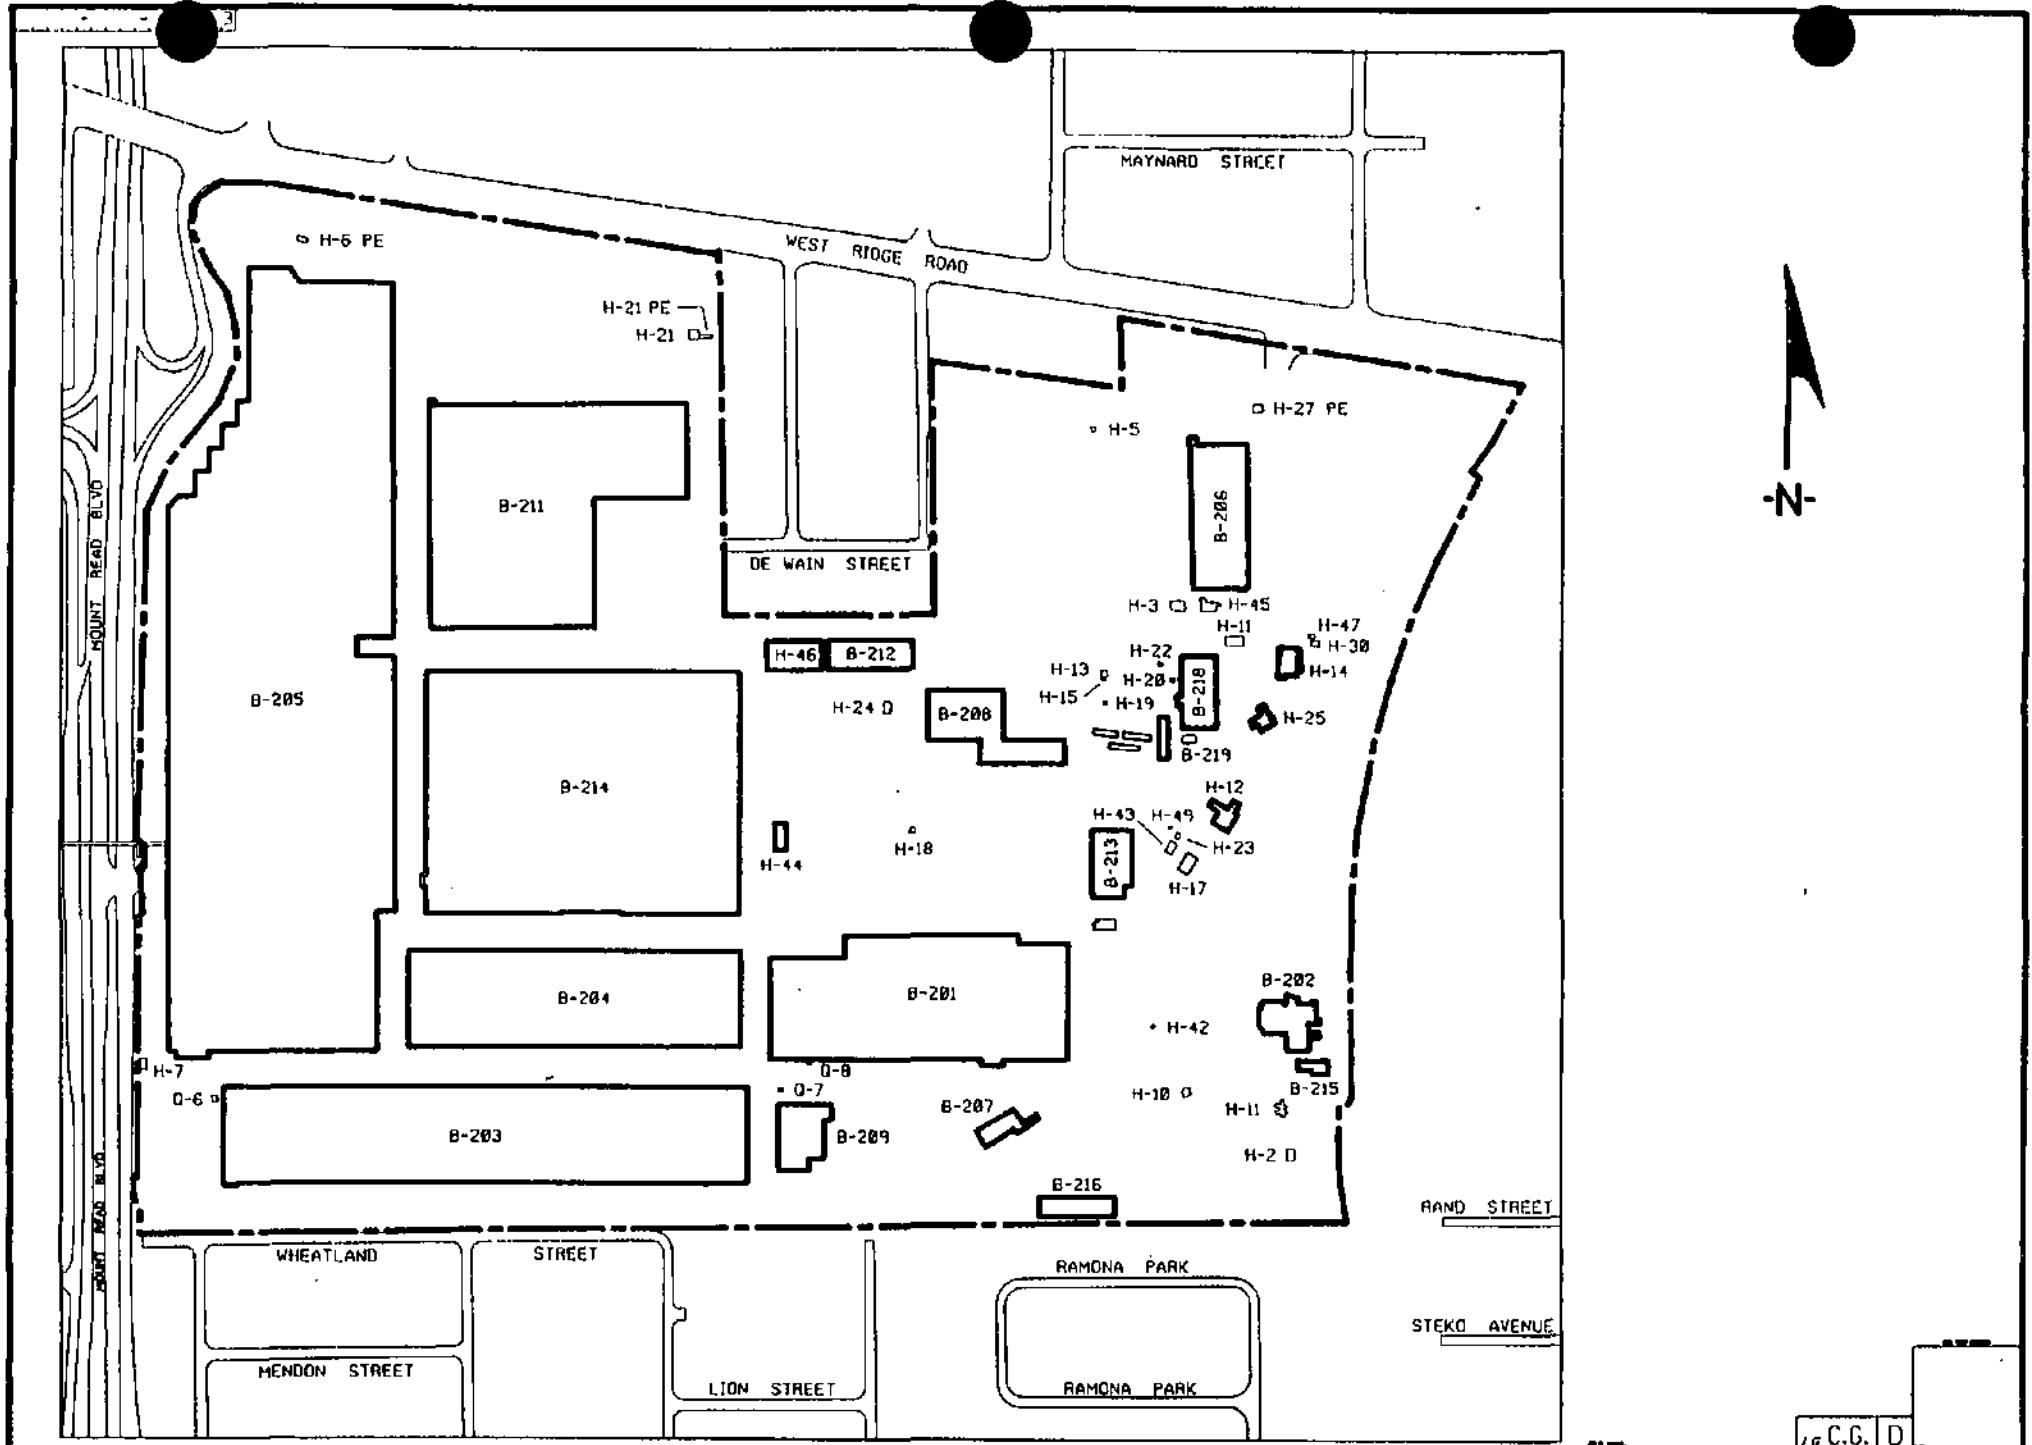 3
MAYNARD STREET
H-6 PE
WEST RIDGE ROAD
H-21 PE
H-21
H-27 PE
H-5
B-211
B-206
MOUNT READ BLVD
DE WAIN STREET
H-3
H-45
H-11
H-47
H-30
H-46
B-212
H-22
H-14
H-13
H-20
B-218
H-15
H-19
B-205
H-24
B-208
H-25
B-219
B-214
H-12
H-43
H-49
H-18
H-23
H-44
B-213
H-17
-N-
B-202
B-204
B-201
H-42
H-7
Q-8
Q-6
Q-7
B-215
H-10
B-207
H-11
B-203
B-209
H-2
MOUNT READ BLVD
B-216
RAND STREET
WHEATLAND STREET
RAMONA PARK
STEKO AVENUE
MENDON STREET
LION STREET
RAMONA PARK
C.G. D